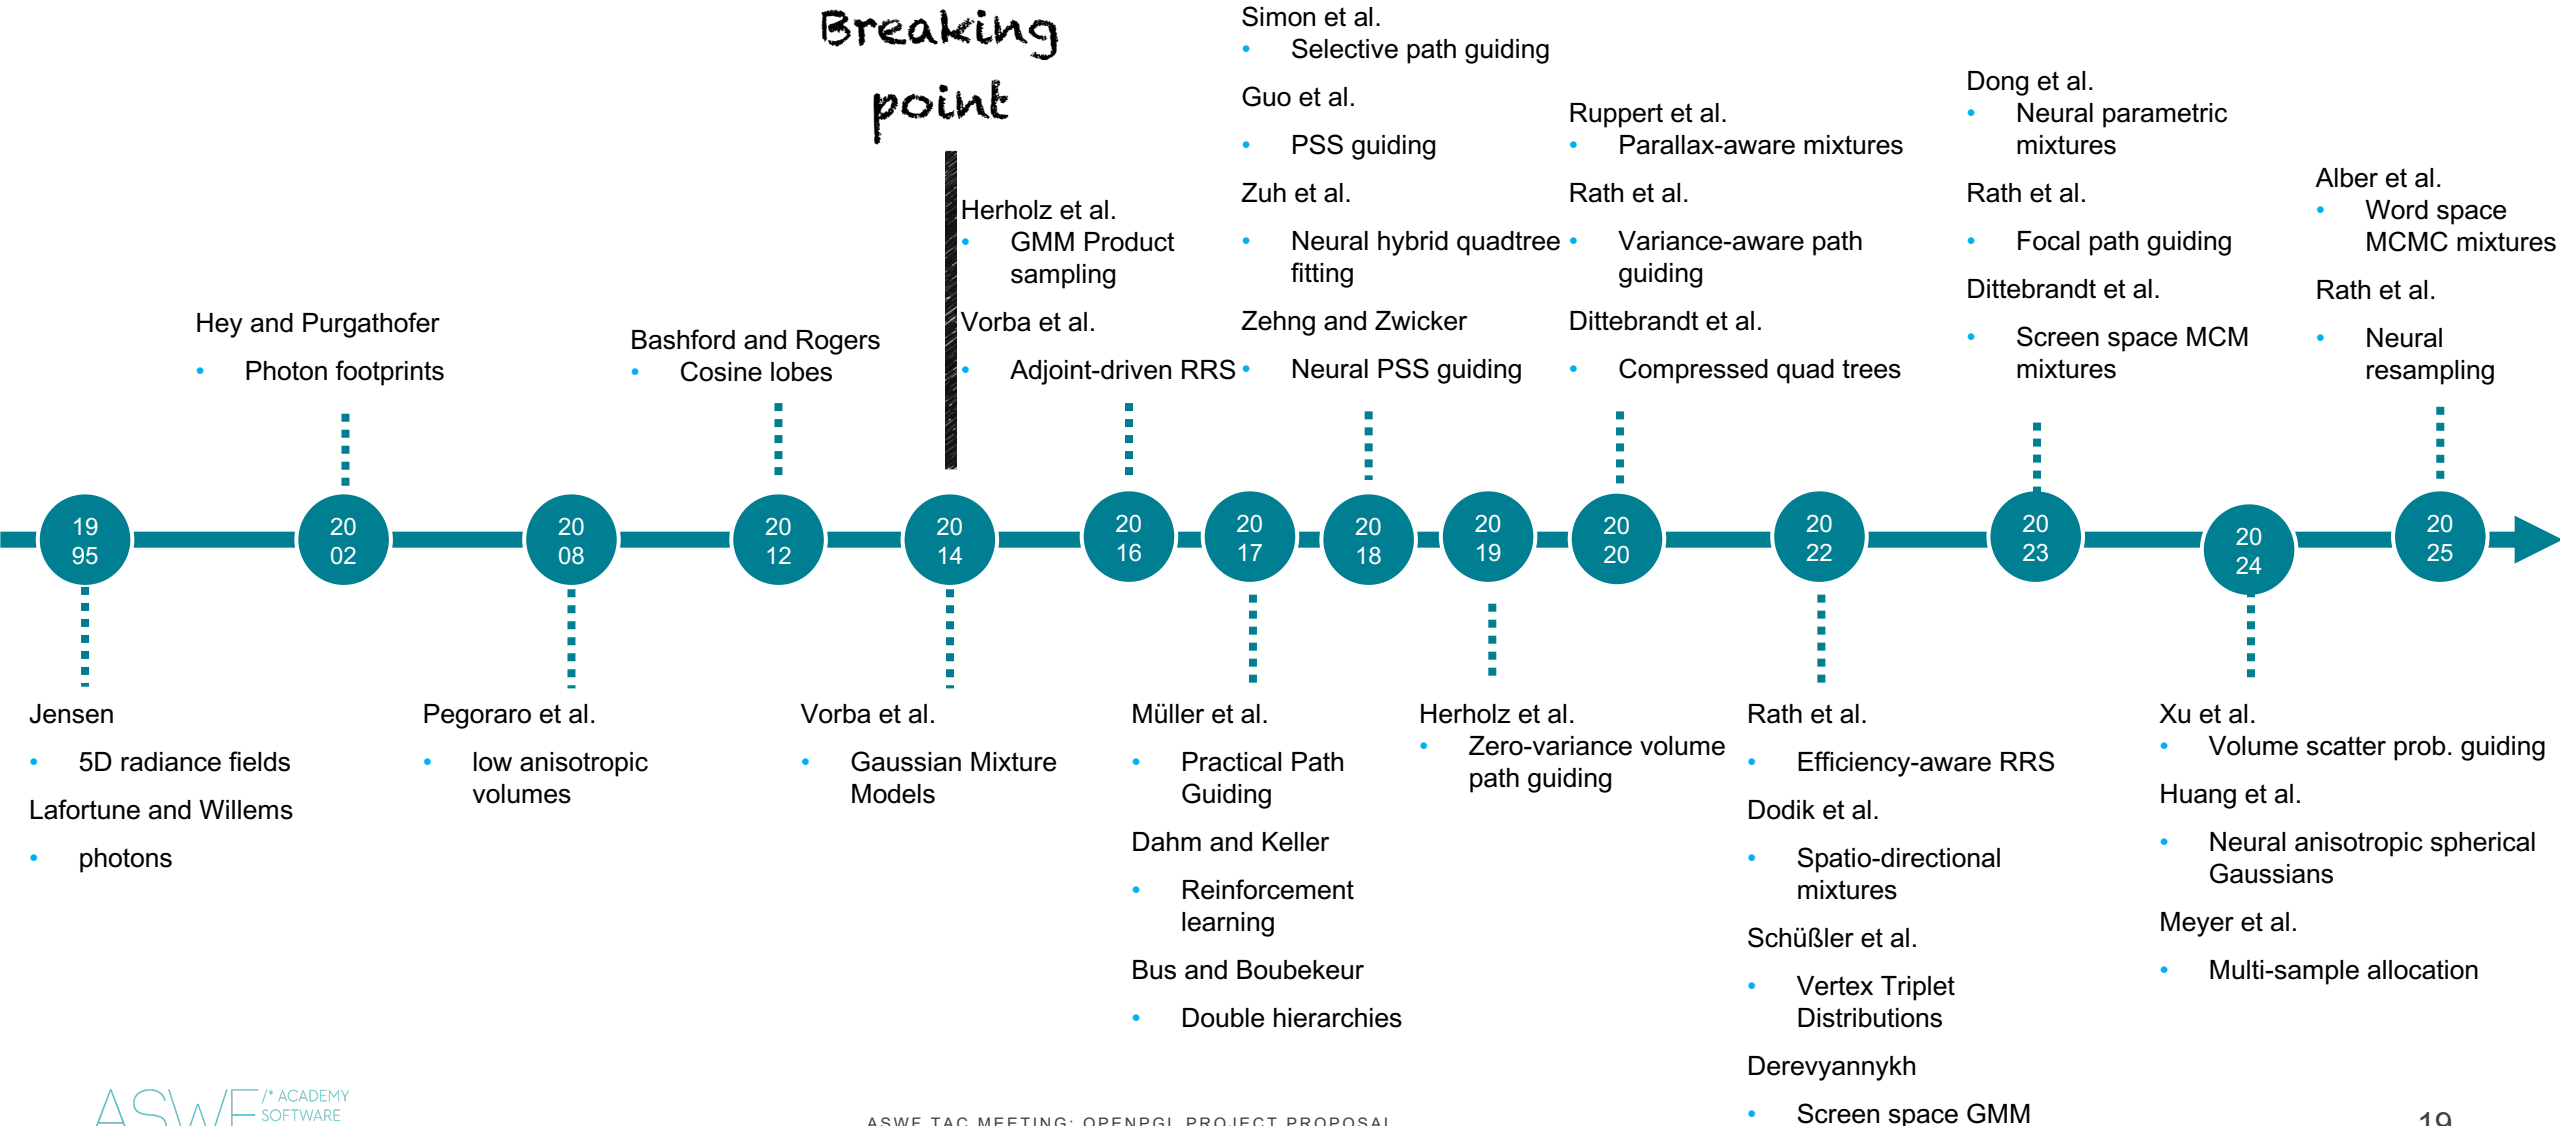 Breaking
point
Simon et al.
• Selective path guiding
Guo et al.
• PSS guiding
Zuh et al.
• Neural hybrid quadtree
fitting
Zehng and Zwicker
• Neural PSS guiding
Ruppert et al.
• Parallax-aware mixtures
Rath et al.
• Variance-aware path
guiding
Dittebrandt et al.
• Compressed quad trees
Dong et al.
• Neural parametric
mixtures
Rath et al.
• Focal path guiding
Dittebrandt et al.
• Screen space MCM
mixtures
Alber et al.
• Word space
MCMC mixtures
Rath et al.
• Neural
resampling
Herholz et al.
• GMM Product
sampling
Vorba et al.
• Adjoint-driven RRS
Hey and Purgathofer
• Photon footprints
Bashford and Rogers
• Cosine lobes
19
95
20
02
20
08
20
12
20
14
20
16
20
17
20
18
20
19
20
20
20
22
20
23
20
24
20
25
Jensen
• 5D radiance fields
Lafortune and Willems
• photons
Pegoraro et al.
• low anisotropic
volumes
Vorba et al.
• Gaussian Mixture
Models
Müller et al.
• Practical Path
Guiding
Dahm and Keller
• Reinforcement
learning
Bus and Boubekeur
• Double hierarchies
Herholz et al.
• Zero-variance volume
path guiding
Rath et al.
• Efficiency-aware RRS
Dodik et al.
• Spatio-directional
mixtures
Schüßler et al.
• Vertex Triplet
Distributions
Derevyannykh
• Screen space GMM
Xu et al.
• Volume scatter prob. guiding
Huang et al.
• Neural anisotropic spherical
Gaussians
Meyer et al.
• Multi-sample allocation
ASWF
/* ACADEMY
SOFTWARE
ASWF TAC MEETING: OPENPGL PROJECT PROPOSAL
19